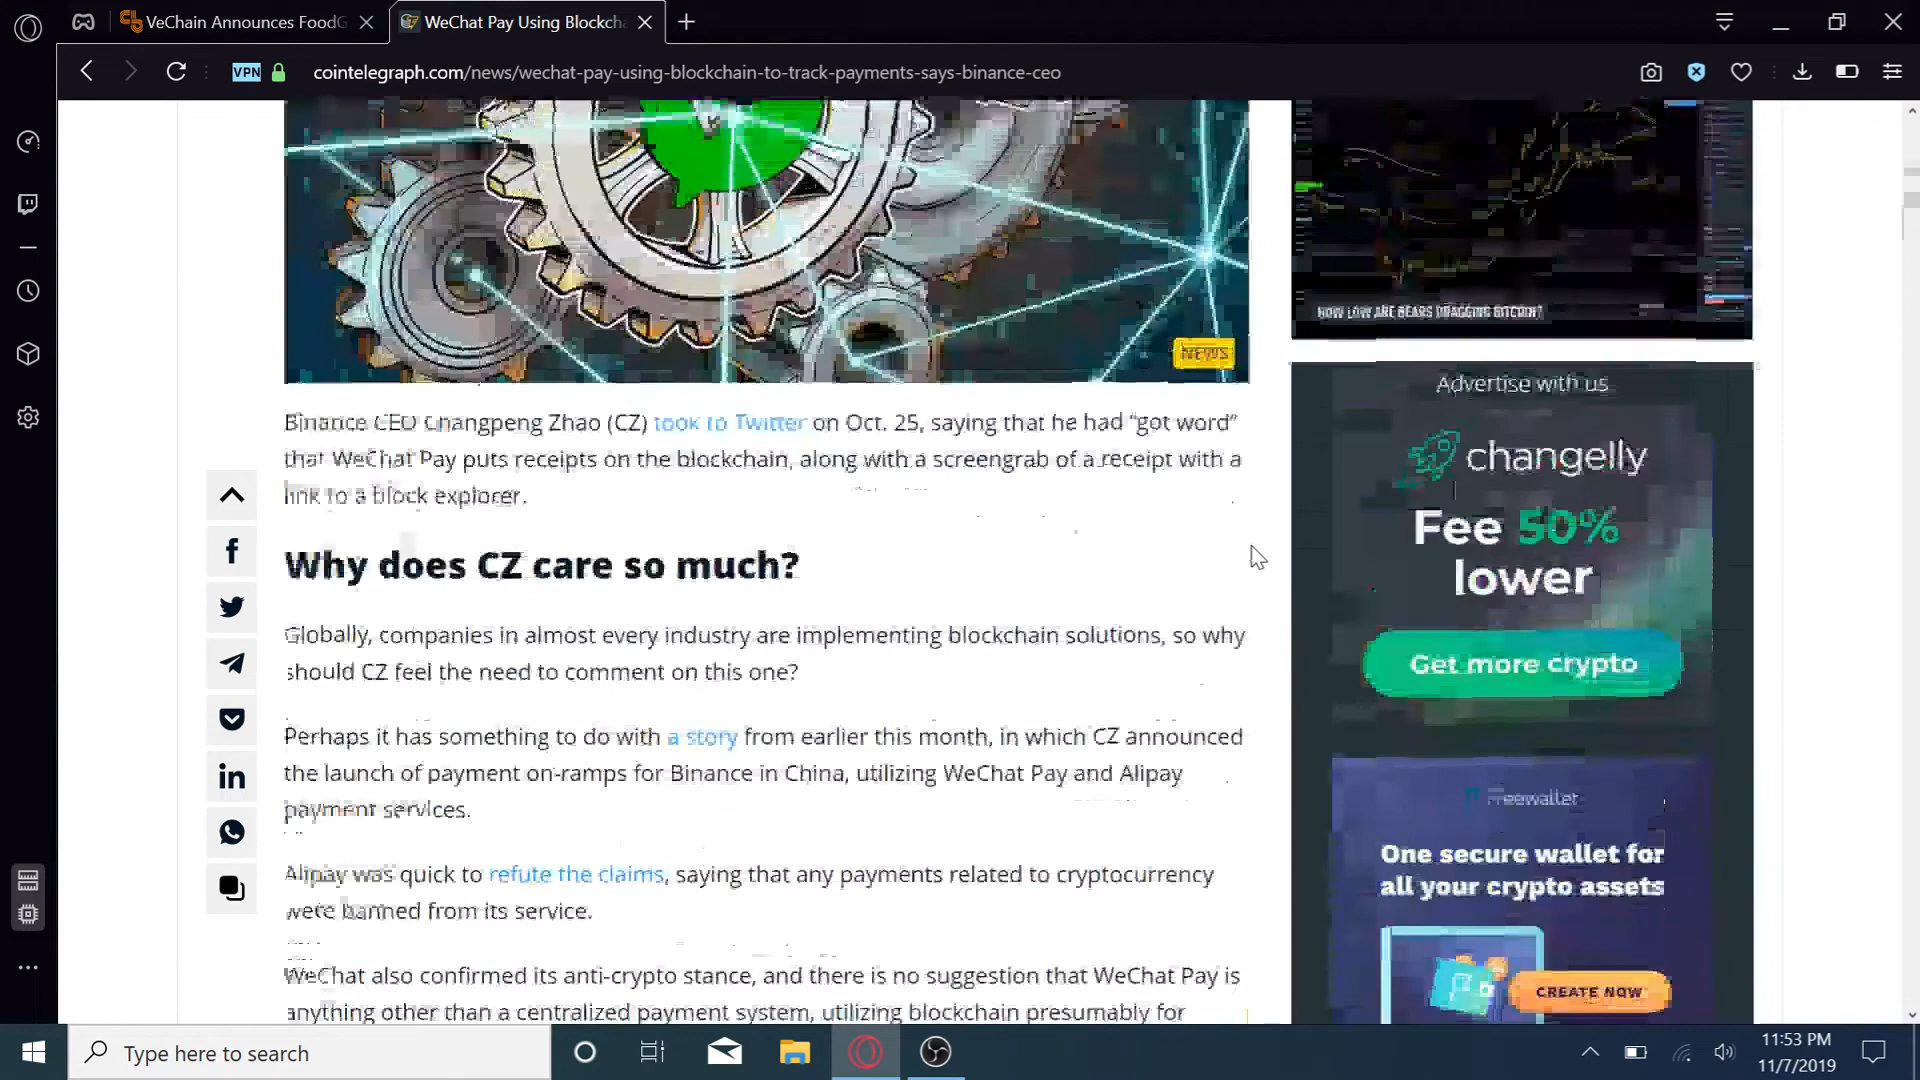 VeChain Announces FoodG
WeChat Pay Using Blockcha
VPN
cointelegraph.com/news/wechat-pay-using-blockchain-to-track-payments-says-binance-ceo
HOW LOW ARE BEARS DRAGGING BITCOIN?
NEWS
Binance CEO Changpeng Zhao (CZ) took to Twitter on Oct. 25, saying that he had “got word”
that WeChat Pay puts receipts on the blockchain, along with a screengrab of a receipt with a
link to a block explorer.
Why does CZ care so much?
Globally, companies in almost every industry are implementing blockchain solutions, so why
should CZ feel the need to comment on this one?
Perhaps it has something to do with a story from earlier this month, in which CZ announced
the launch of payment on-ramps for Binance in China, utilizing WeChat Pay and Alipay
payment services.
Alipay was quick to refute the claims, saying that any payments related to cryptocurrency
were banned from its service.
WeChat also confirmed its anti-crypto stance, and there is no suggestion that WeChat Pay is
anything other than a centralized payment system, utilizing blockchain presumably for
Advertise with us
changelly
Fee 50%
lower
Get more crypto
Freewallet
One secure wallet for
all your crypto assets
CREATE NOW
Type here to search
11:53 PM
11/7/2019